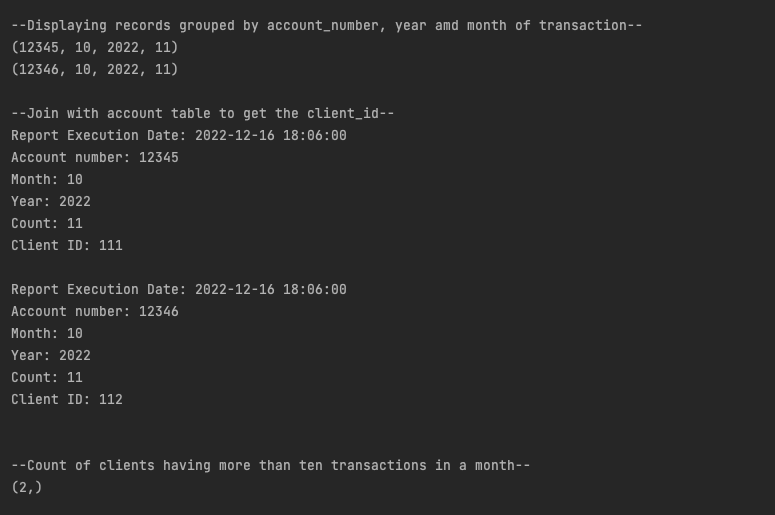 --Displaying records grouped by account_number, year amd month of transaction--
(12345, 10, 2022, 11)
(12346, 10, 2022, 11)
--Join with account table to get the client_id--
Report Execution Date: 2022-12-16 18:06:00
Account number: 12345
Month: 10
Year: 2022
Count: 11
Client ID: 111
Report Execution Date: 2022-12-16 18:06:00
Account number: 12346
Month: 10
Year: 2022
Count: 11
Client ID: 112
--Count of clients having more than ten transactions in a month--
(2,)